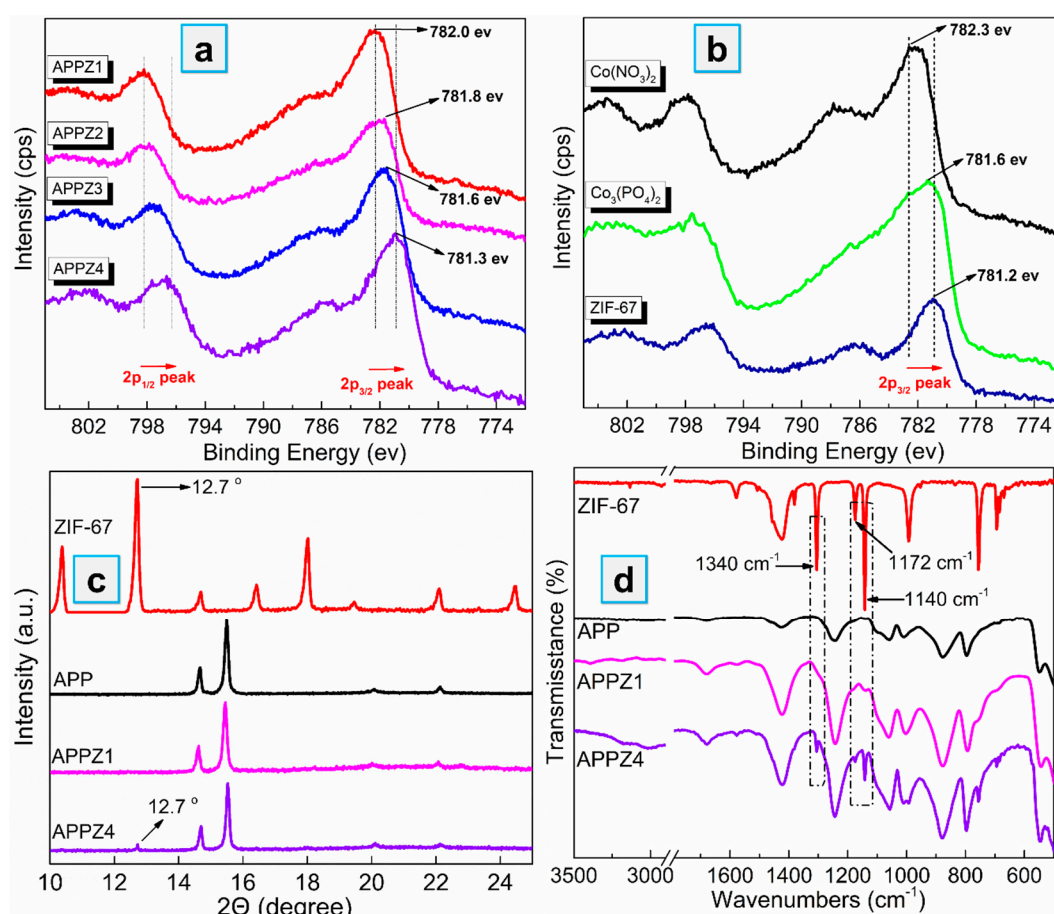 a
782.0 ev
APPZ1
781.8 ev
APPZ2
APPZ3
781.6 ev
APPZ4
781.3 ev
2p1/2 peak
2p3/2 peak
Intensity (cps)
802 798 794 790 786 782 778 774
Binding Energy (ev)
b
782.3 ev
Co(NO3)2
781.6 ev
Co3(PO4)2
781.2 ev
ZIF-67
2p3/2 peak
Intensity (cps)
802 798 794 790 786 782 778 774
Binding Energy (ev)
12.7 o
ZIF-67
c
APP
APPZ1
APPZ4
12.7 o
Intensity (a.u.)
10 12 14 16 18 20 22 24
2Θ (degree)
ZIF-67
d
1340 cm-1
1172 cm-1
1140 cm-1
APP
APPZ1
APPZ4
Transmisstance (%)
3500 3000 1600 1400 1200 1000 800 600
Wavenumbers (cm-1)